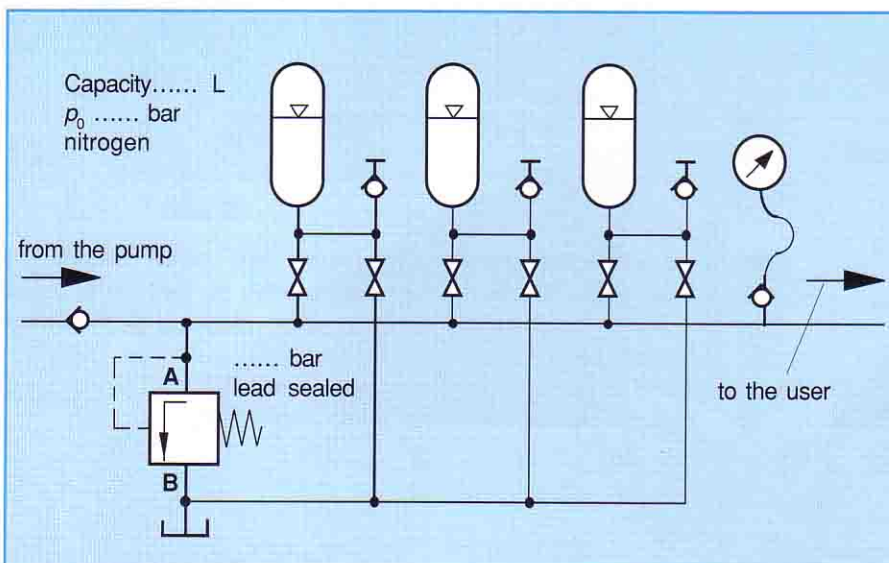 Capacity...... L
p₀ ...... bar
nitrogen
from the pump
A
...... bar
lead sealed
to the user
B